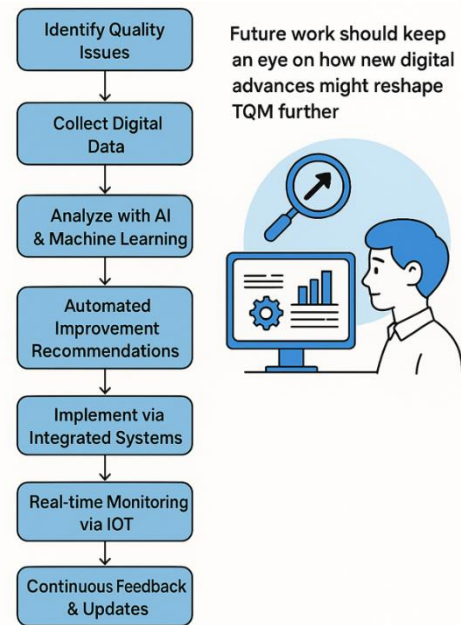 Identify Quality
Issues
Collect Digital
Data
Analyze with AI
& Machine Learning
Automated
Improvement
Recommendations
Implement via
Integrated Systems
Real-time Monitoring
via IOT
Continuous Feedback
& Updates
Future work should keep
an eye on how new digital
advances might reshape
TQM further